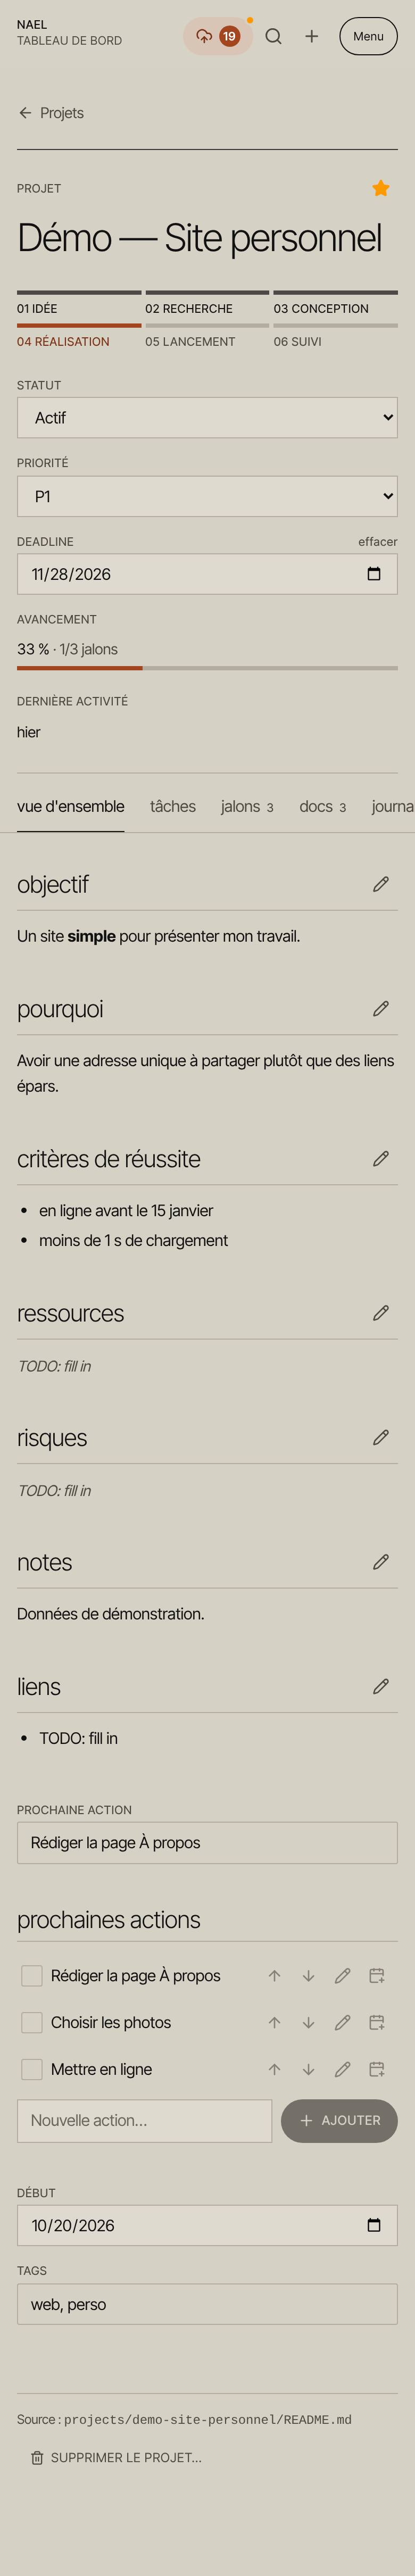 NAEL
TABLEAU DE BORD
19
Menu
Projets
PROJET
Démo — Site personnel
01 IDÉE
02 RECHERCHE
03 CONCEPTION
04 RÉALISATION
05 LANCEMENT
06 SUIVI
STATUT
Actif
PRIORITÉ
P1
DEADLINE
effacer
11/28/2026
AVANCEMENT
33 % · 1/3 jalons
DERNIÈRE ACTIVITÉ
hier
vue d'ensemble
tâches
jalons 3
docs 3
journa
objectif
Un site simple pour présenter mon travail.
pourquoi
Avoir une adresse unique à partager plutôt que des liens
épars.
critères de réussite
• en ligne avant le 15 janvier
• moins de 1 s de chargement
ressources
TODO: fill in
risques
TODO: fill in
notes
Données de démonstration.
liens
• TODO: fill in
PROCHAINE ACTION
Rédiger la page À propos
prochaines actions
Rédiger la page À propos
Choisir les photos
Mettre en ligne
Nouvelle action…
AJOUTER
DÉBUT
10/20/2026
TAGS
web, perso
Source : projects/demo-site-personnel/README.md
SUPPRIMER LE PROJET…